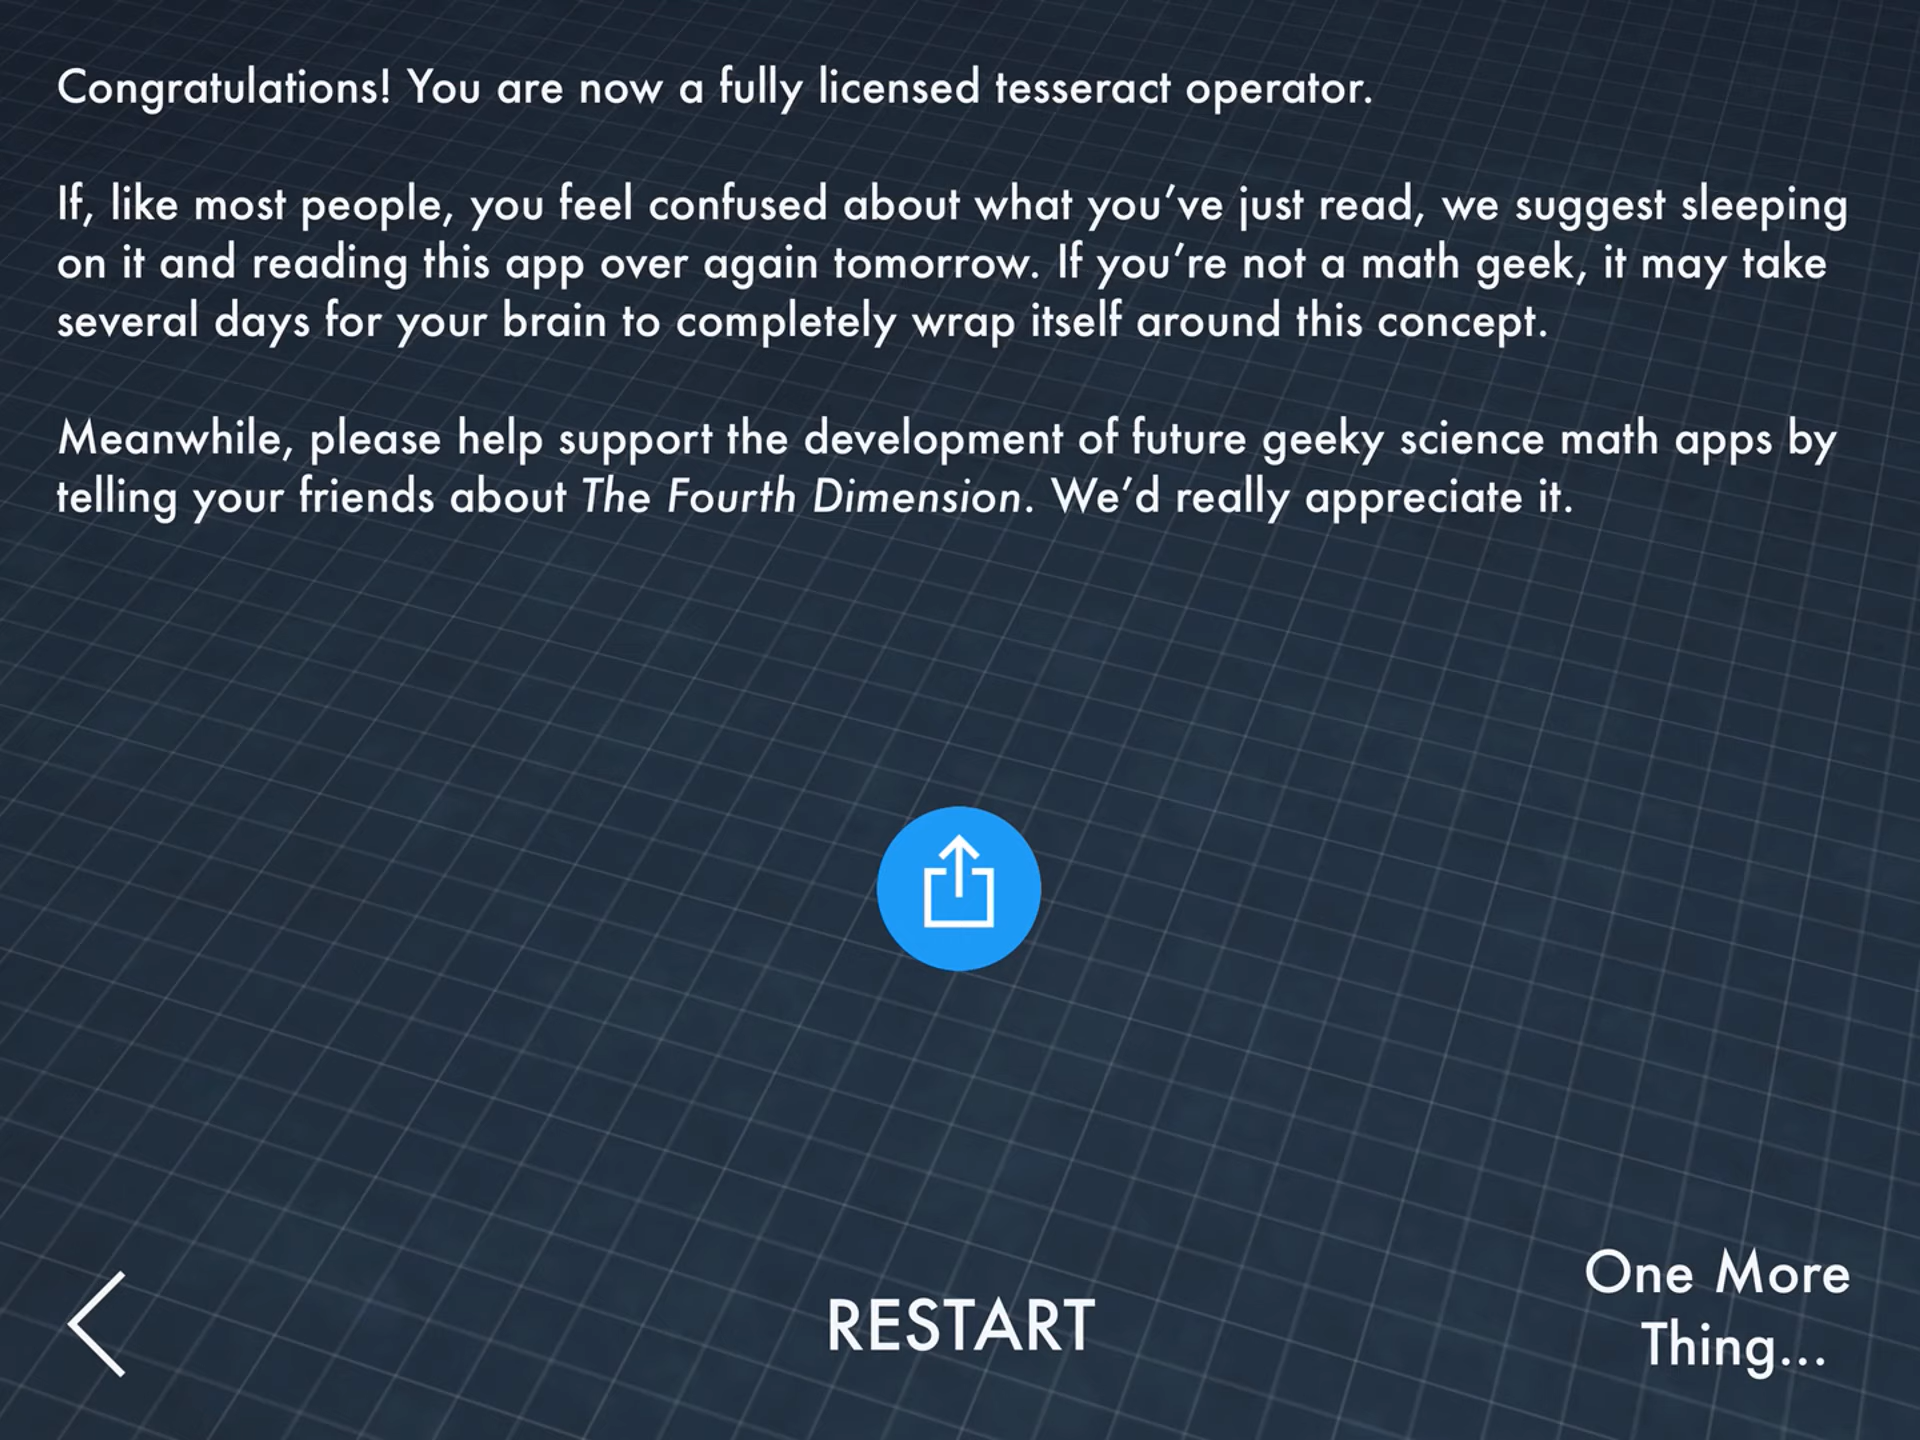 Congratulations! You are now a fully licensed tesseract operator.
If, like most people, you feel confused about what you’ve just read, we suggest sleeping
on it and reading this app over again tomorrow. If you’re not a math geek, it may take
several days for your brain to completely wrap itself around this concept.
Meanwhile, please help support the development of future geeky science math apps by
telling your friends about The Fourth Dimension. We’d really appreciate it.
RESTART
One More
Thing...